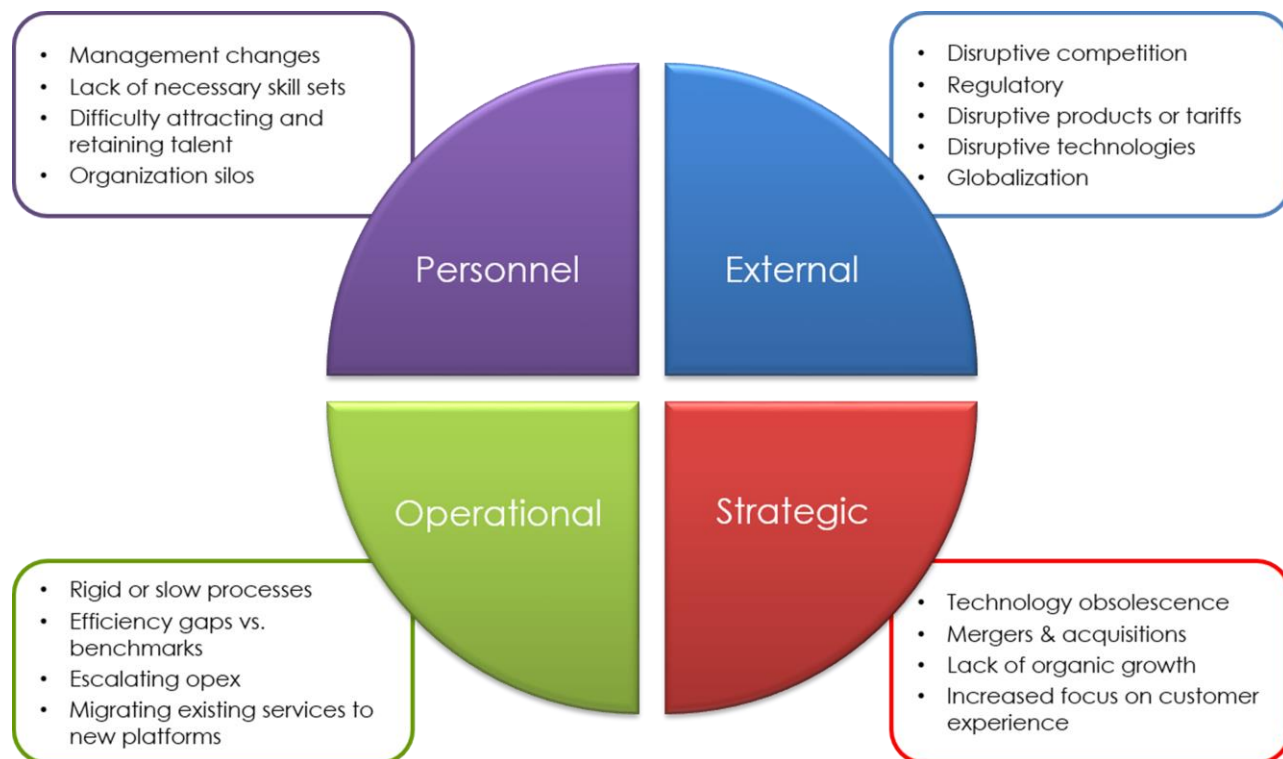 • Management changes
• Lack of necessary skill sets
• Difficulty attracting and
retaining talent
• Organization silos
• Disruptive competition
• Regulatory
• Disruptive products or tariffs
• Disruptive technologies
• Globalization
Personnel
External
Operational
Strategic
• Rigid or slow processes
• Efficiency gaps vs.
benchmarks
• Escalating opex
• Migrating existing services to
new platforms
• Technology obsolescence
• Mergers & acquisitions
• Lack of organic growth
• Increased focus on customer
experience